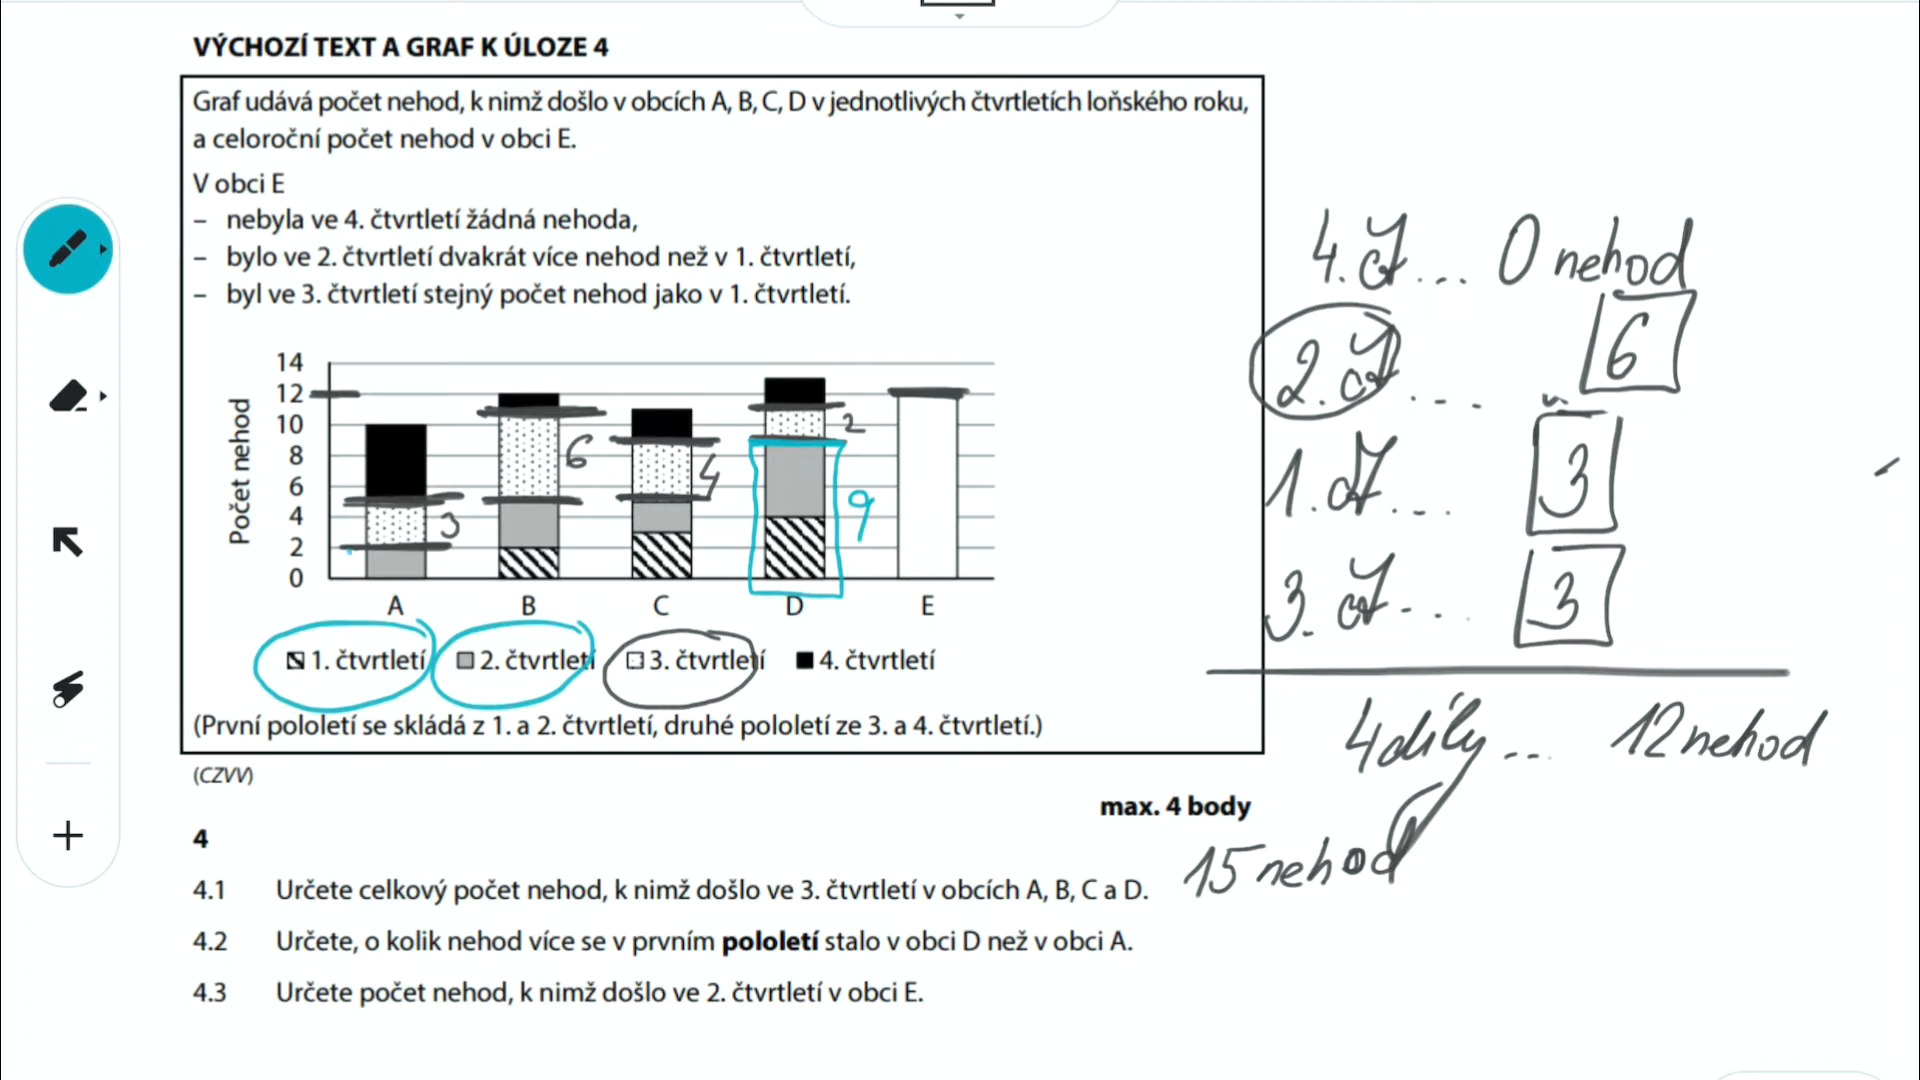 VÝCHOZÍ TEXT A GRAF K ÚLOZE 4
Graf udává počet nehod, k nimž došlo v obcích A, B, C, D v jednotlivých čtvrtletích loňského roku,
a celoroční počet nehod v obci E.
V obci E
– nebyla ve 4. čtvrtletí žádná nehoda,
– bylo ve 2. čtvrtletí dvakrát více nehod než v 1. čtvrtletí,
– byl ve 3. čtvrtletí stejný počet nehod jako v 1. čtvrtletí.
Počet nehod
14
12
10
8
6
4
2
0
3
6
4
2
9
A B C D E
1. čtvrtletí 2. čtvrtletí 3. čtvrtletí 4. čtvrtletí
(První pololetí se skládá z 1. a 2. čtvrtletí, druhé pololetí ze 3. a 4. čtvrtletí.)
(CZVV)
4. čt... 0 nehod
2. čt.... 6
1. čt... 3
3. čt... 3
4 díly... 12 nehod
max. 4 body
4
4.1 Určete celkový počet nehod, k nimž došlo ve 3. čtvrtletí v obcích A, B, C a D. 15 nehod
4.2 Určete, o kolik nehod více se v prvním pololetí stalo v obci D než v obci A.
4.3 Určete počet nehod, k nimž došlo ve 2. čtvrtletí v obci E.